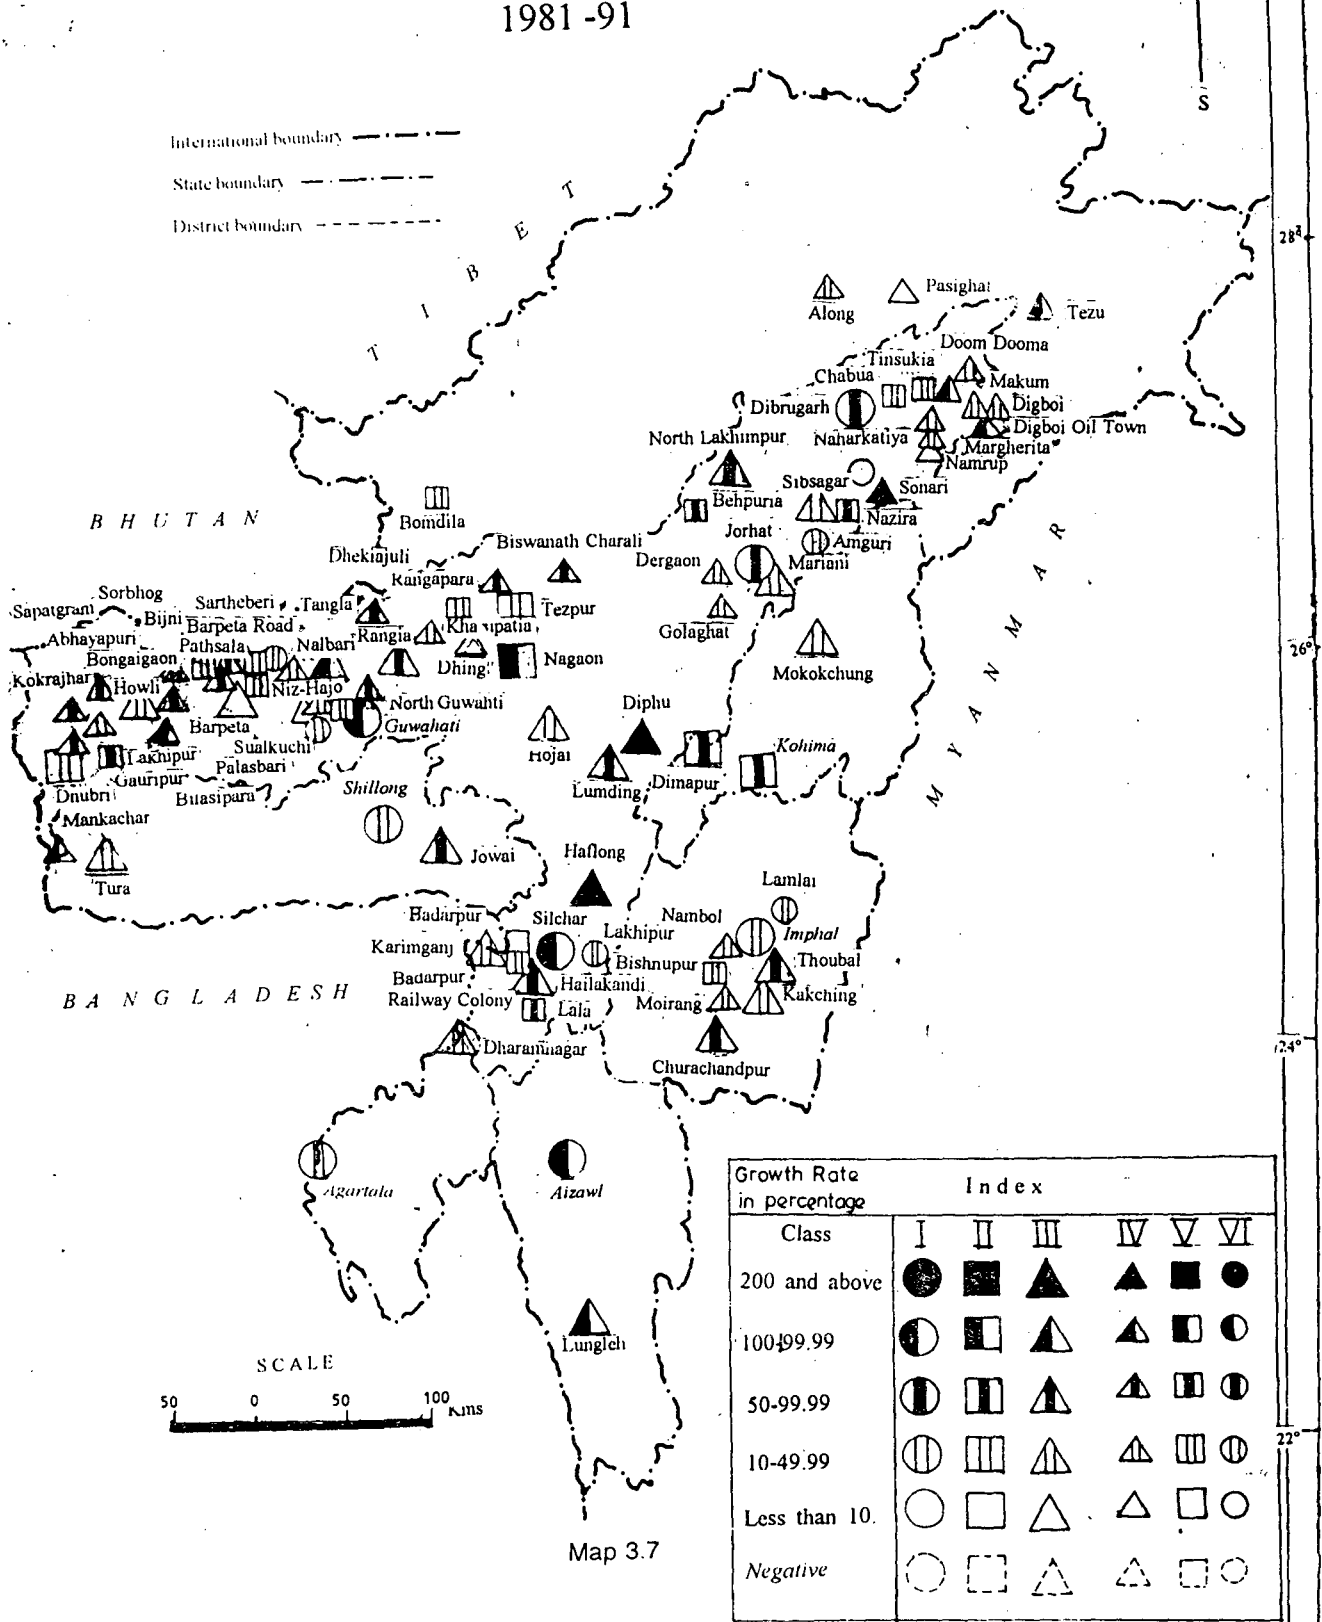 1981 -91
S
International boundary
State boundary
District boundary
T I B E T
28°
Along
Pasighat
Tezu
Doom Dooma
Tinsukia
Chabua
Makum
Dibrugarh
Digboi
Digboi Oil Town
North Lakhimpur
Naharkatiya
Margherita
Namrup
Sibsagar
Sonari
Behpuria
Nazira
BHUTAN
Bomdila
Jorhat
Amguri
Biswanath Charali
Dhekiajuli
Dergaon
Mariani
Rangapara
Sorbhog
Sapatgram
Bijni
Sartheberi
Tangla
Tezpur
Abhayapuri
Barpeta Road
Rangia
Golaghat
26°
Bongaigaon
Pathsala
Nalbari
Dhing
Nagaon
Mokokchung
Kokrajhar
Howli
Niz-Hajo
North Guwahti
Diphu
Barpeta
Guwahati
Sualkuchi
Hojai
Kohima
Lakhipur
Palasbari
Gauripur
Lumding
Dimapur
Dhubri
Bilasipara
Shillong
MYANMAR
Mankachar
Tura
Jowai
Haflong
Lamlai
Badarpur
Silchar
Nambol
Karimganj
Lakhipur
Imphal
Bishnupur
Thoubal
BANGLADESH
Badarpur
Railway Colony
Hailakandi
Moirang
Kakching
Lala
Dharamnagar
24°
Churachandpur
Agartala
Aizawl
Growth Rate
in percentage
Index
Class I II III IV V VI
200 and above
100-199.99
50-99.99
10-49.99
Less than 10.
Negative
22°
Lungleh
SCALE
50 0 50 100 Kms
Map 3.7